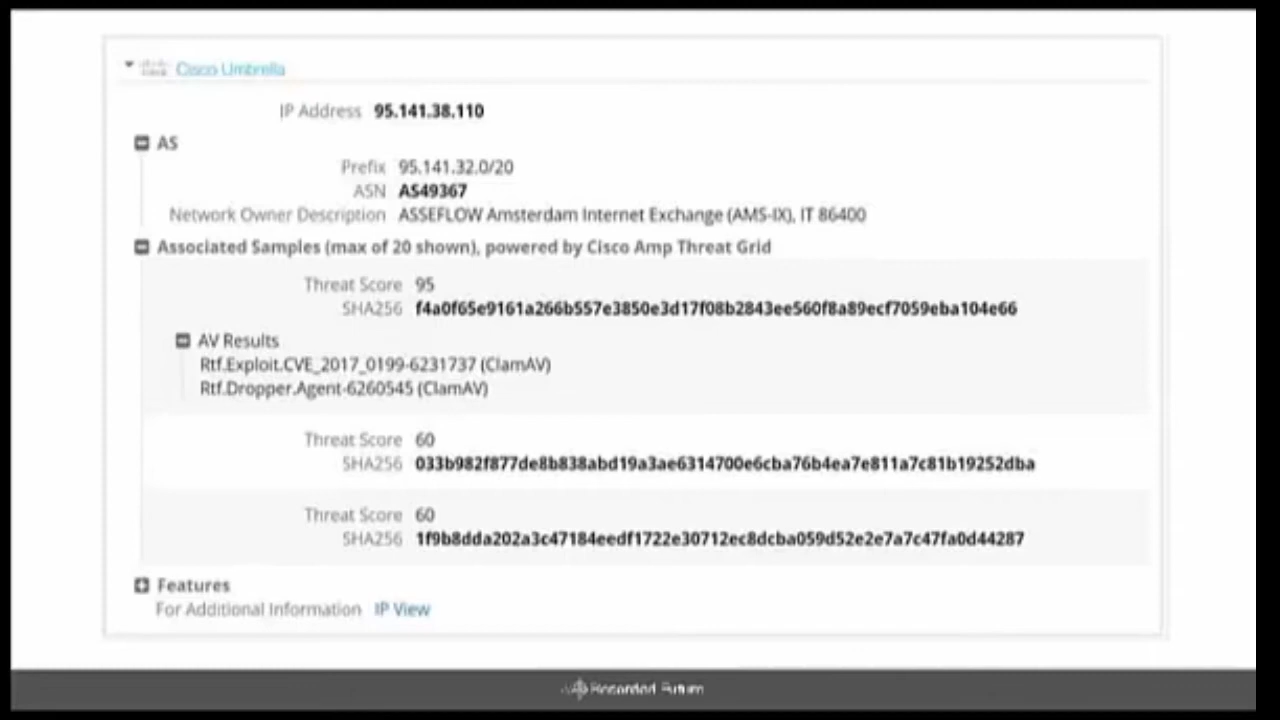 Cisco Umbrella
IP Address 95.141.38.110
AS
Prefix 95.141.32.0/20
ASN AS49367
Network Owner Description ASSEFLOW Amsterdam Internet Exchange (AMS-IX), IT 86400
Associated Samples (max of 20 shown), powered by Cisco Amp Threat Grid
Threat Score 95
SHA256 f4a0f65e9161a266b557e3850e3d17f08b2843ee560f8a89ecf7059eba104e66
AV Results
Rtf.Exploit.CVE_2017_0199-6231737 (ClamAV)
Rtf.Dropper.Agent-6260545 (ClamAV)
Threat Score 60
SHA256 033b982f877de8b838abd19a3ae6314700e6cba76b4ea7e811a7c81b19252dba
Threat Score 60
SHA256 1f9b8dda202a3c47184eedf1722e30712ec8dcba059d52e2e7a7c47fa0d44287
Features
For Additional Information IP View
Recorded Future